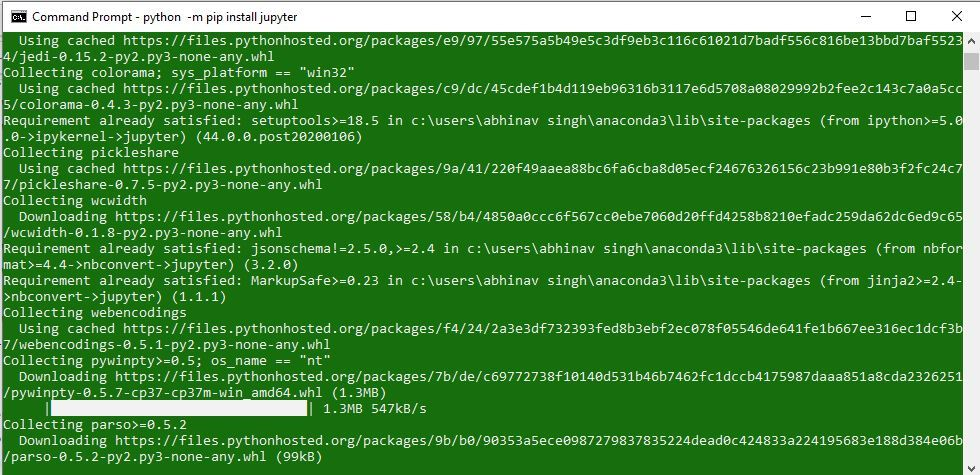 Command Prompt - python  -m pip install jupyter
Using cached https://files.pythonhosted.org/packages/e9/97/55e575a5b49e5c3df9eb3c116c61021d7badf556c816be13bbd7baf5523
4/jedi-0.15.2-py2.py3-none-any.whl
Collecting colorama; sys_platform == "win32"
Using cached https://files.pythonhosted.org/packages/c9/dc/45cdef1b4d119eb96316b3117e6d5708a08029992b2fee2c143c7a0a5cc
5/colorama-0.4.3-py2.py3-none-any.whl
Requirement already satisfied: setuptools>=18.5 in c:\users\abhinav singh\anaconda3\lib\site-packages (from ipython>=5.0
.0->ipykernel->jupyter) (44.0.0.post20200106)
Collecting pickleshare
Using cached https://files.pythonhosted.org/packages/9a/41/220f49aaea88bc6fa6cba8d05ecf24676326156c23b991e80b3f2fc24c7
7/pickleshare-0.7.5-py2.py3-none-any.whl
Collecting wcwidth
Downloading https://files.pythonhosted.org/packages/58/b4/4850a0ccc6f567cc0ebe7060d20ffd4258b8210efadc259da62dc6ed9c65
/wcwidth-0.1.8-py2.py3-none-any.whl
Requirement already satisfied: jsonschema!=2.5.0,>=2.4 in c:\users\abhinav singh\anaconda3\lib\site-packages (from nbfor
mat>=4.4->nbconvert->jupyter) (3.2.0)
Requirement already satisfied: MarkupSafe>=0.23 in c:\users\abhinav singh\anaconda3\lib\site-packages (from jinja2>=2.4-
>nbconvert->jupyter) (1.1.1)
Collecting webencodings
Using cached https://files.pythonhosted.org/packages/f4/24/2a3e3df732393fed8b3ebf2ec078f05546de641fe1b667ee316ec1dcf3b
7/webencodings-0.5.1-py2.py3-none-any.whl
Collecting pywinpty>=0.5; os_name == "nt"
Downloading https://files.pythonhosted.org/packages/7b/de/c69772738f10140d531b46b7462fc1dccb4175987daaa851a8cda2326251
/pywinpty-0.5.7-cp37-cp37m-win_amd64.whl (1.3MB)
| | 1.3MB 547kB/s
Collecting parso>=0.5.2
Downloading https://files.pythonhosted.org/packages/9b/b0/90353a5ece0987279837835224dead0c424833a224195683e188d384e06b
/parso-0.5.2-py2.py3-none-any.whl (99kB)